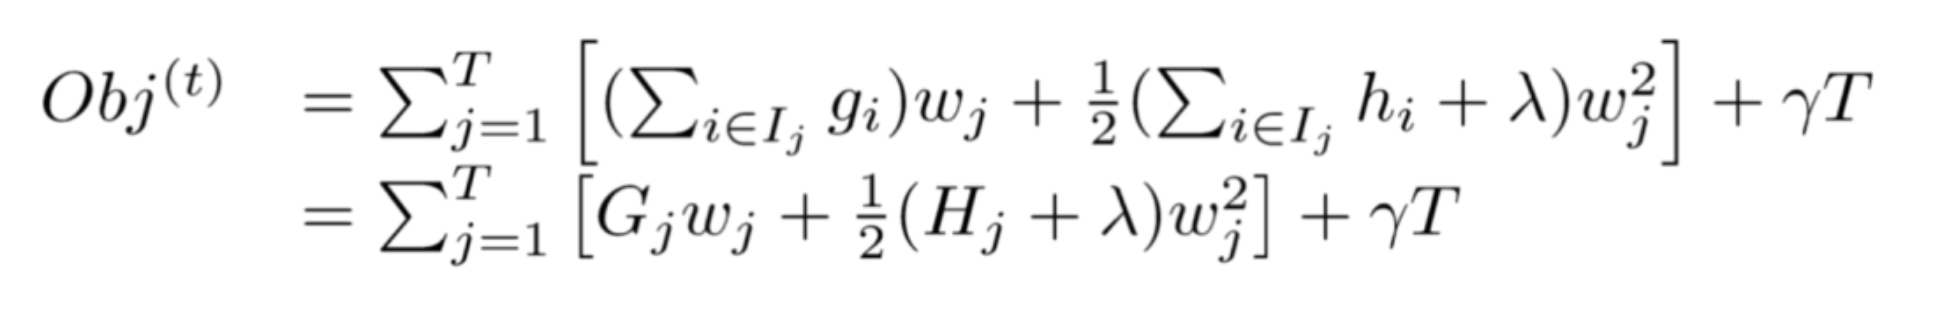 $Obj^{(t)} = \sum_{j=1}^{T} \left[ (\sum_{i \in I_j} g_i) w_j + \frac{1}{2} (\sum_{i \in I_j} h_i + \lambda) w_j^2 \right] + \gamma T$
$= \sum_{j=1}^{T} \left[ G_j w_j + \frac{1}{2} (H_j + \lambda) w_j^2 \right] + \gamma T$